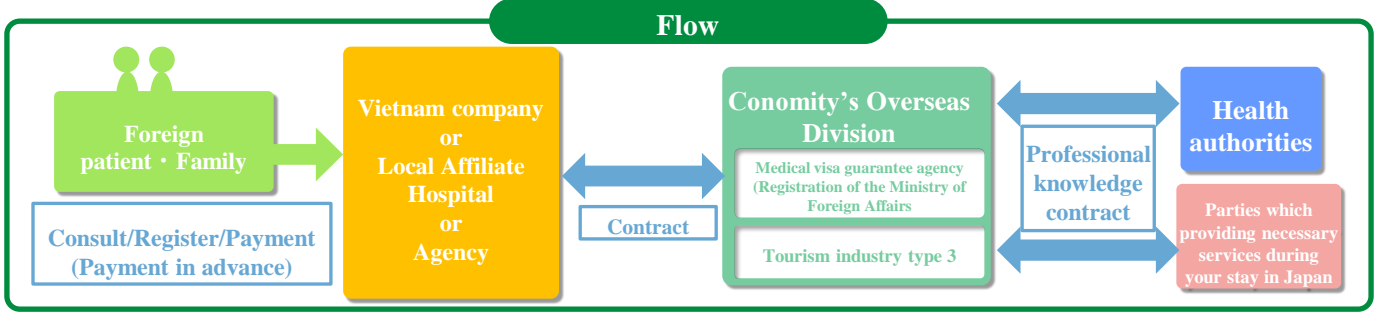 Flow
Foreign
patient・Family
Consult/Register/Payment
(Payment in advance)
Vietnam company
or
Local Affiliate
Hospital
or
Agency
Contract
Conomity’s Overseas
Division
Medical visa guarantee agency
(Registration of the Ministry of
Foreign Affairs
Tourism industry type 3
Professional
knowledge
contract
Health
authorities
Parties which
providing necessary
services during
your stay in Japan